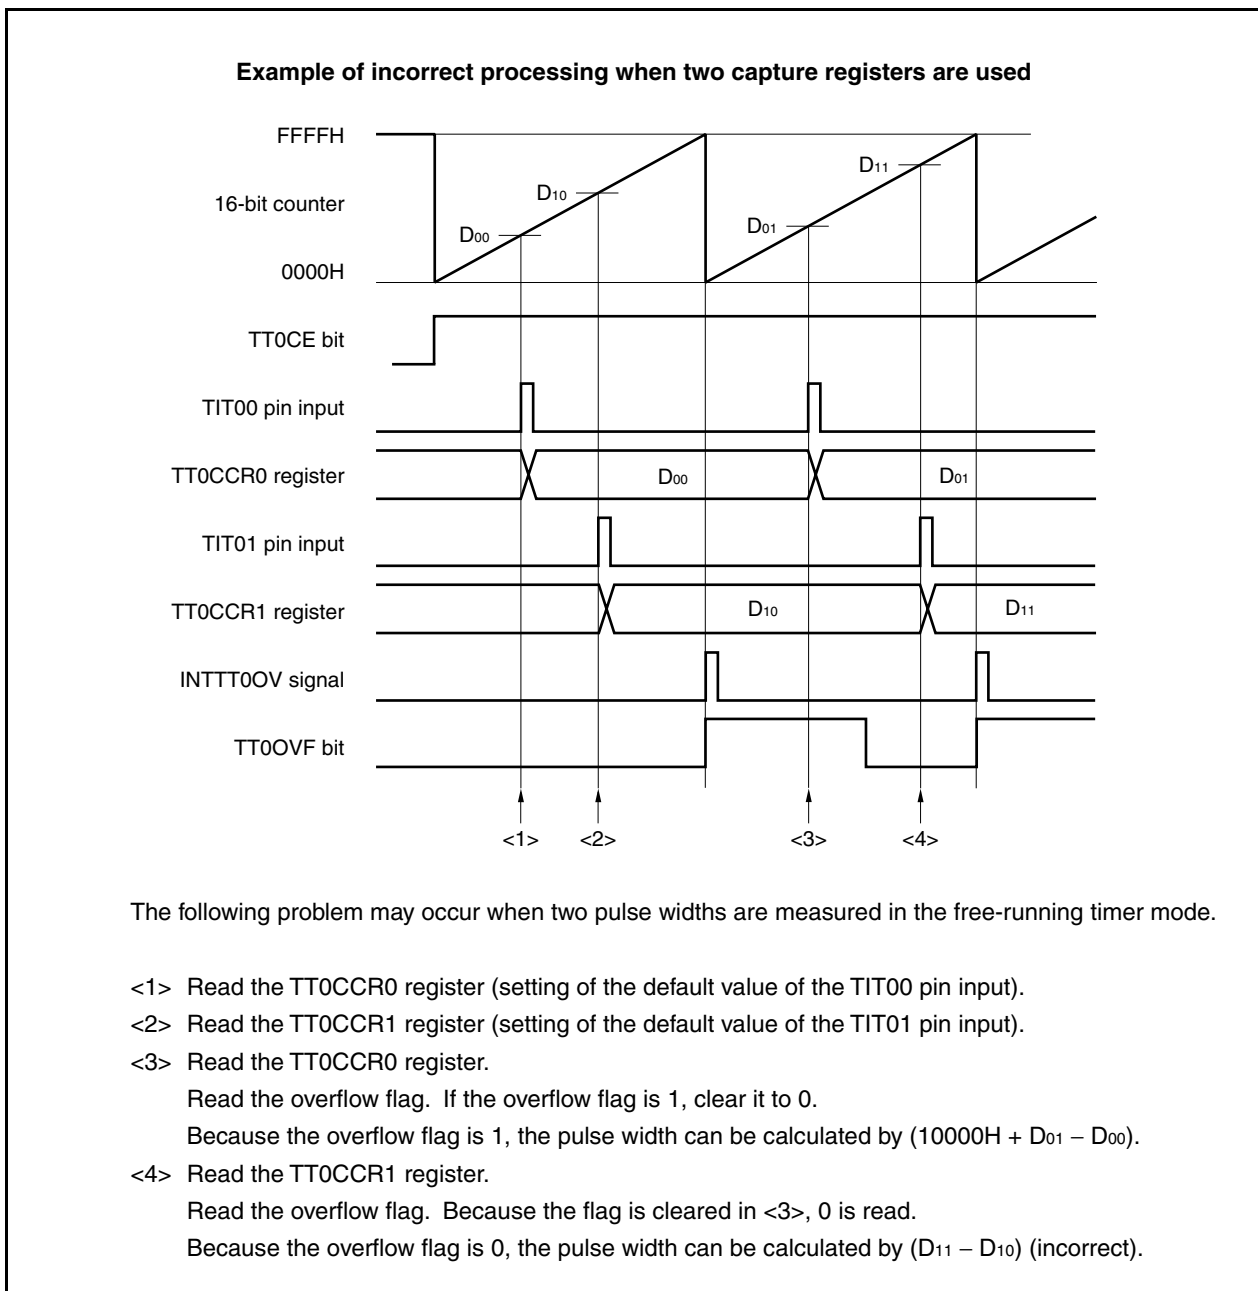 Example of incorrect processing when two capture registers are used
FFFFH
D11
D10
16-bit counter
D01
D00
0000H
TT0CE bit
TIT00 pin input
TT0CCR0 register
D00
D01
TIT01 pin input
TT0CCR1 register
D10
D11
INTTT0OV signal
TT0OVF bit
<1> <2> <3> <4>
The following problem may occur when two pulse widths are measured in the free-running timer mode.
<1> Read the TT0CCR0 register (setting of the default value of the TIT00 pin input).
<2> Read the TT0CCR1 register (setting of the default value of the TIT01 pin input).
<3> Read the TT0CCR0 register.
Read the overflow flag. If the overflow flag is 1, clear it to 0.
Because the overflow flag is 1, the pulse width can be calculated by (10000H + D01 − D00).
<4> Read the TT0CCR1 register.
Read the overflow flag. Because the flag is cleared in <3>, 0 is read.
Because the overflow flag is 0, the pulse width can be calculated by (D11 − D10) (incorrect).